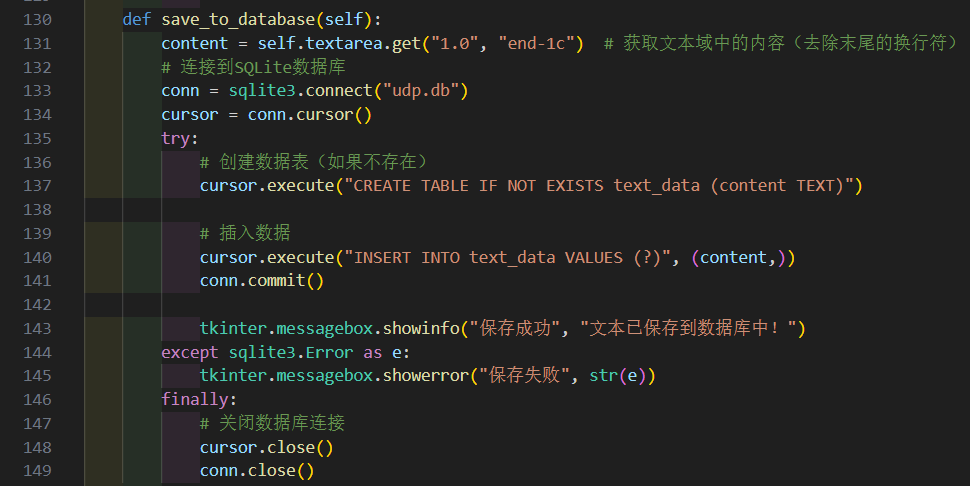 130 def save_to_database(self):
131 content = self.textarea.get("1.0", "end-1c")  # 获取文本域中的内容（去除末尾的换行符）
132 # 连接到SQLite数据库
133 conn = sqlite3.connect("udp.db")
134 cursor = conn.cursor()
135 try:
136 # 创建数据表（如果不存在）
137 cursor.execute("CREATE TABLE IF NOT EXISTS text_data (content TEXT)")
138
139 # 插入数据
140 cursor.execute("INSERT INTO text_data VALUES (?)", (content,))
141 conn.commit()
142
143 tkinter.messagebox.showinfo("保存成功", "文本已保存到数据库中！")
144 except sqlite3.Error as e:
145 tkinter.messagebox.showerror("保存失败", str(e))
146 finally:
147 # 关闭数据库连接
148 cursor.close()
149 conn.close()